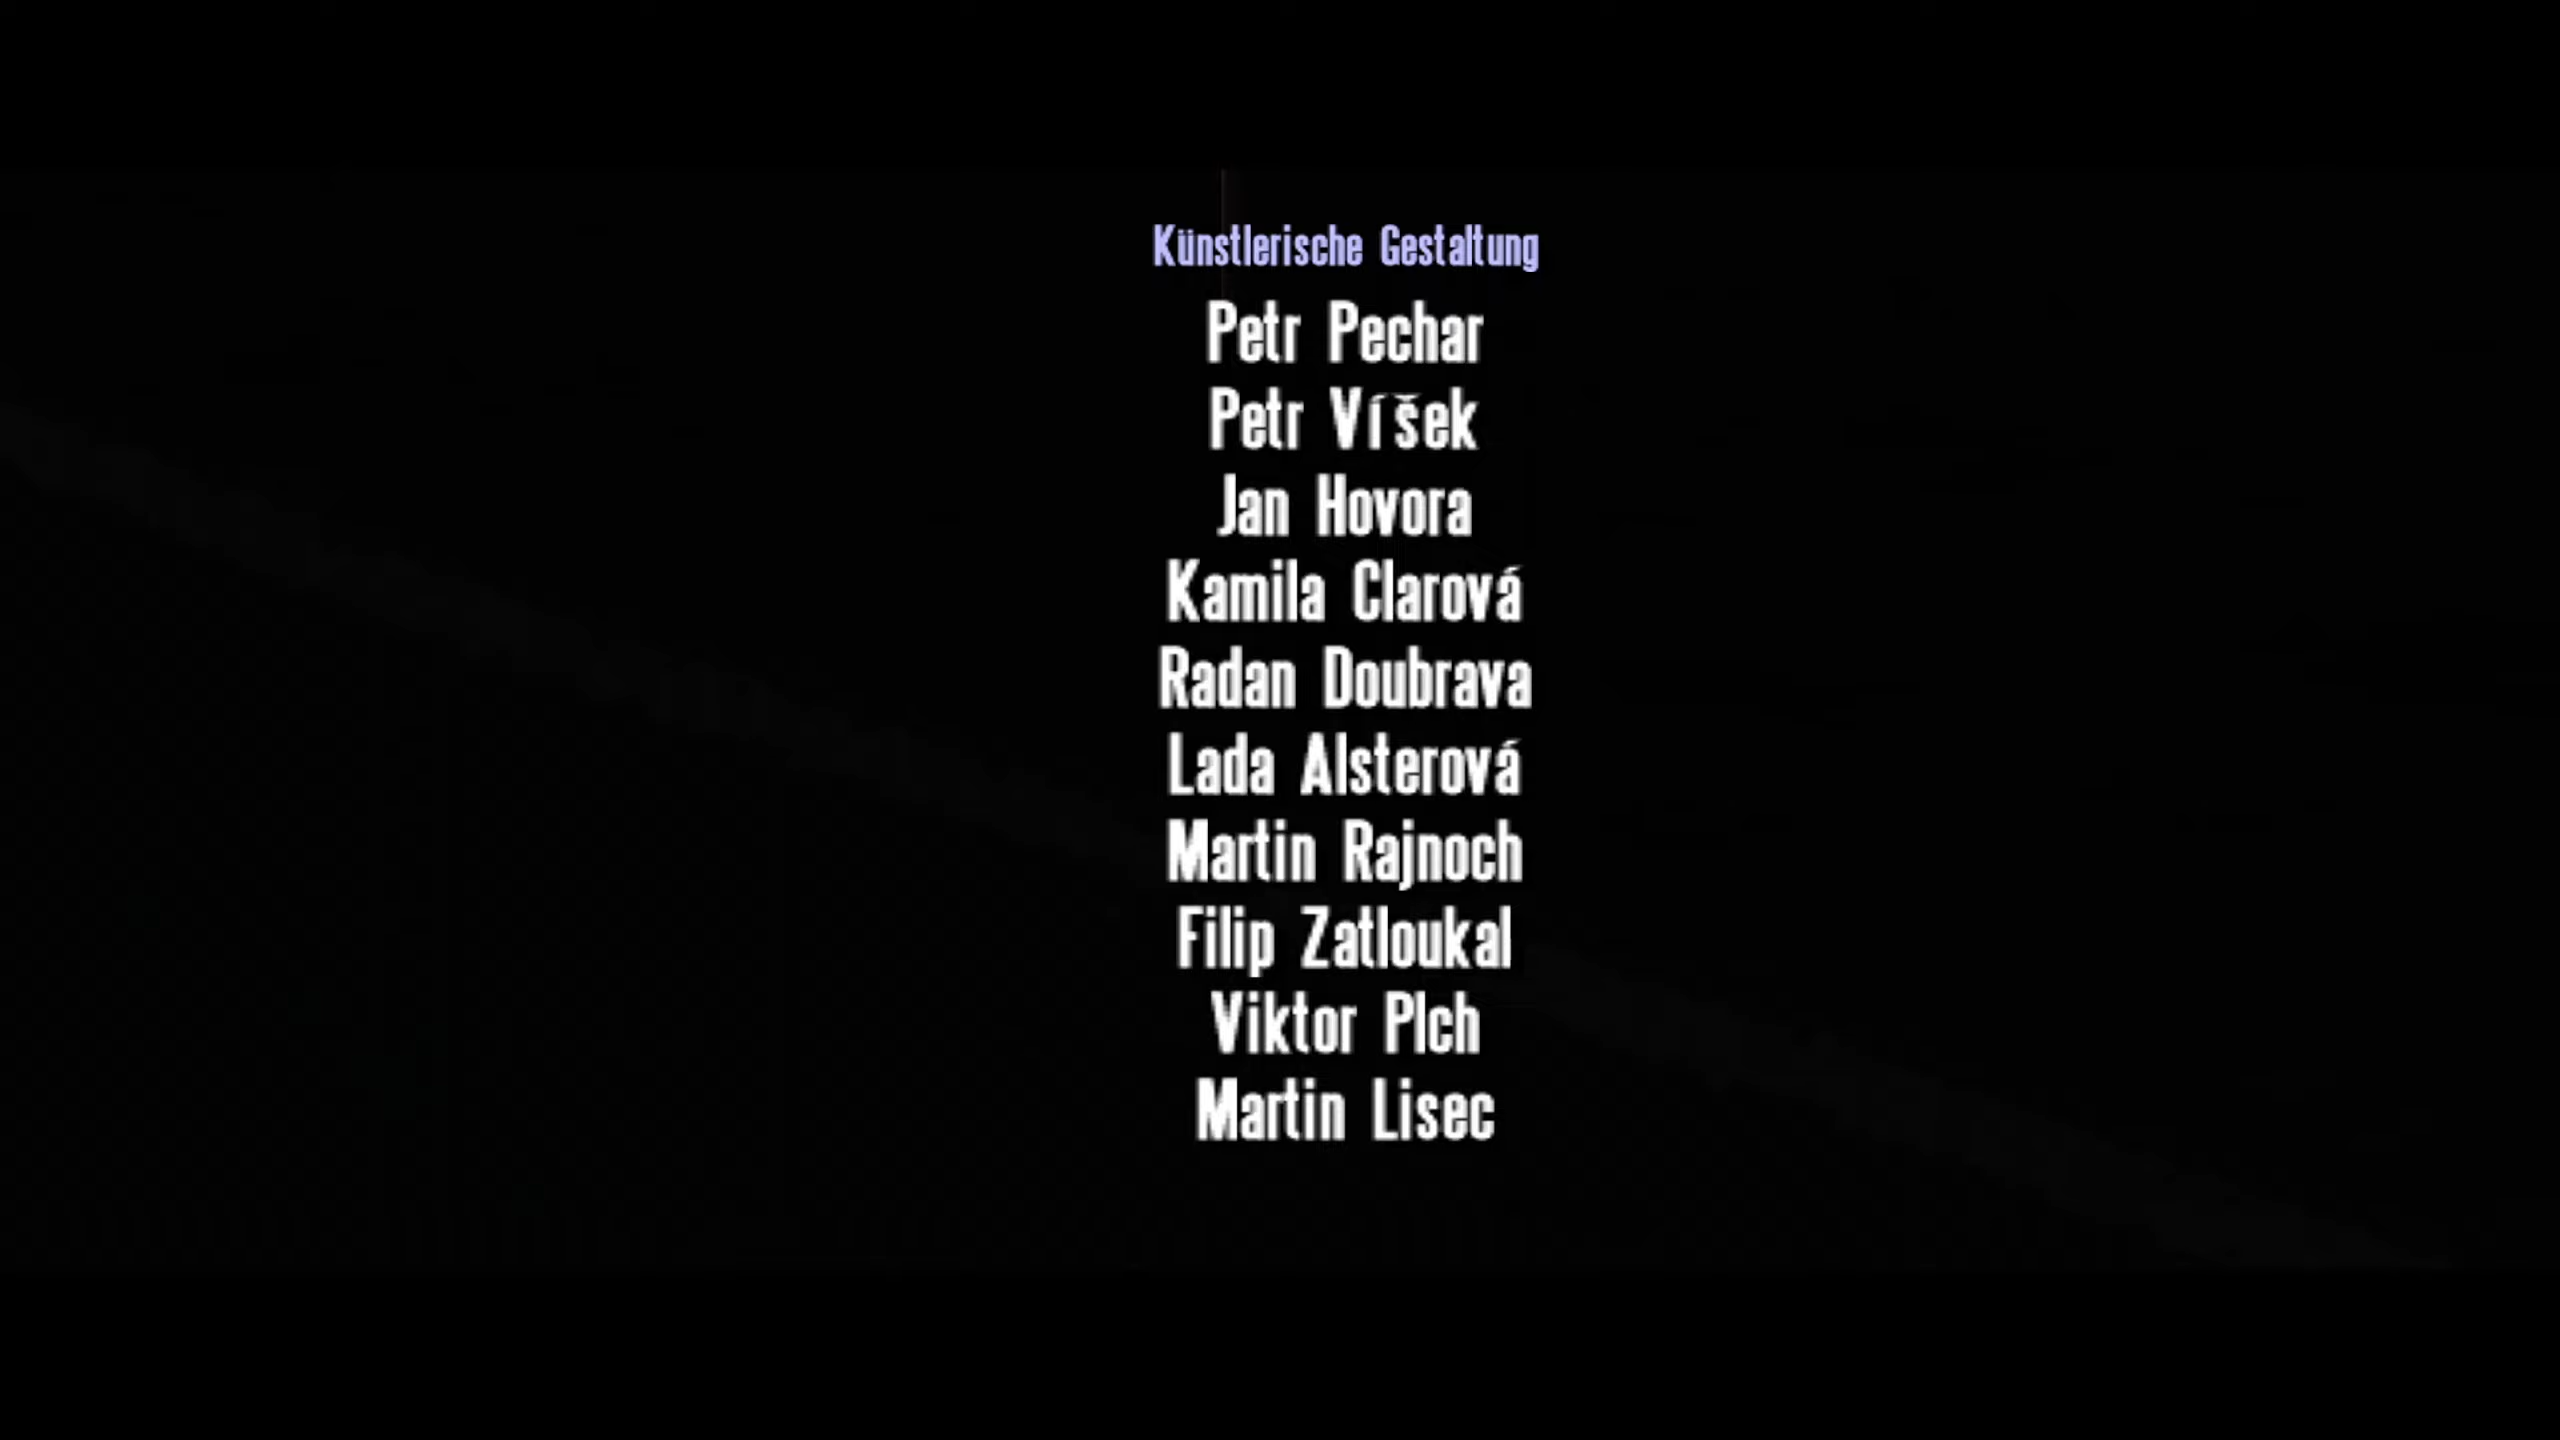 Künstlerische Gestaltung
Petr Pechar
Petr Víšek
Jan Hovora
Kamila Clarová
Radan Doubrava
Lada Alsterová
Martin Rajnoch
Filip Zatloukal
Viktor Plch
Martin Lisec